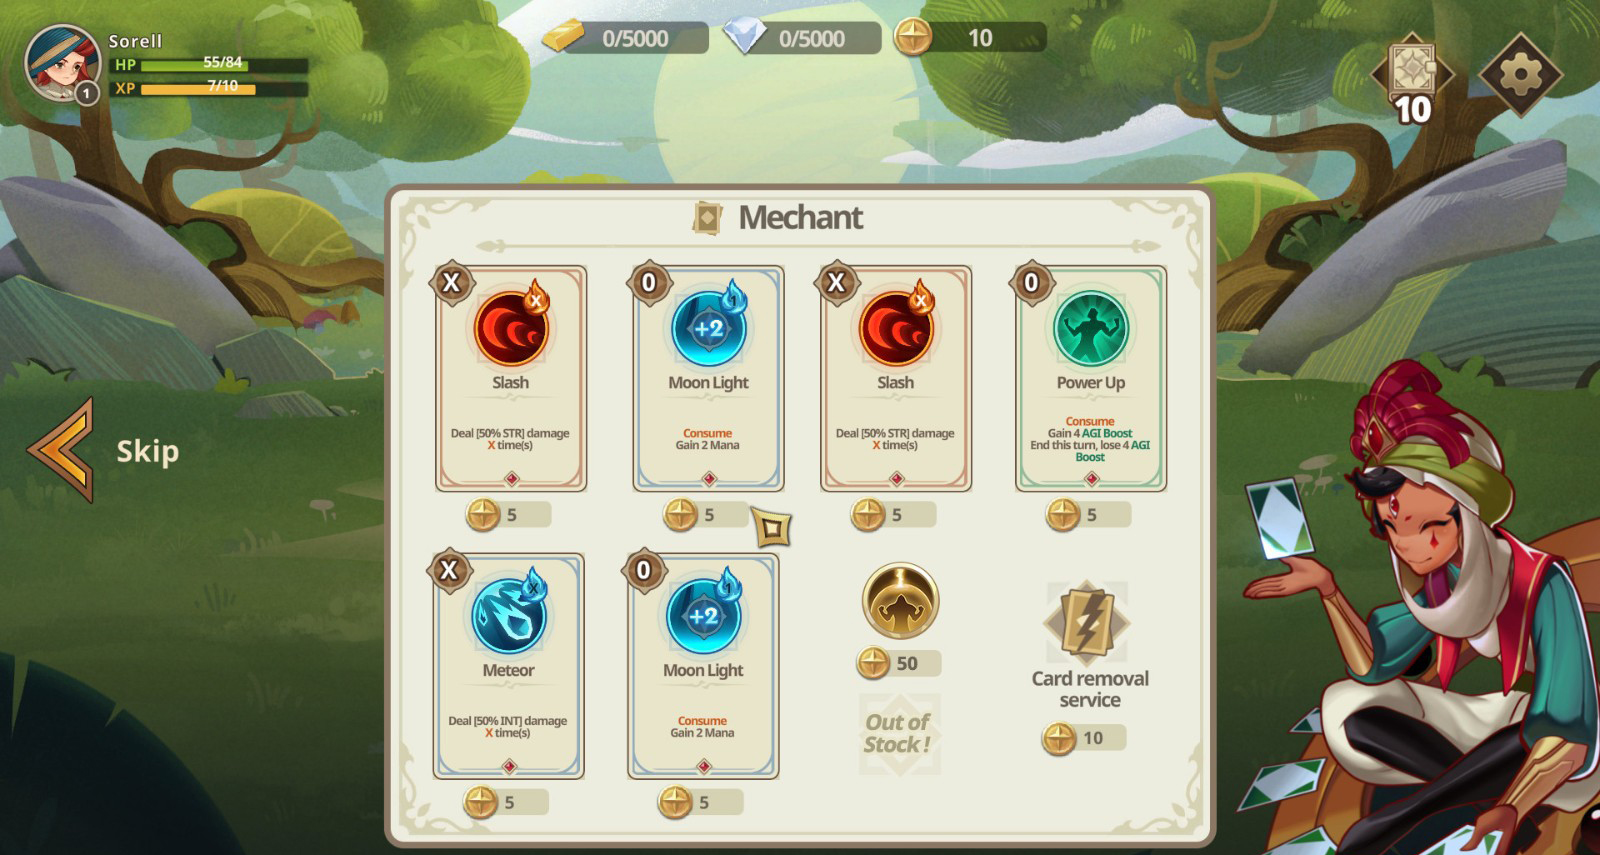 Sorell
HP 55/84
XP 7/10
1
0/5000
0/5000
10
10
Skip
Mechant
X
X
Slash
Deal [50% STR] damage
X time(s)
5
0
1
+2
Moon Light
Consume
Gain 2 Mana
5
X
X
Slash
Deal [50% STR] damage
X time(s)
5
0
Power Up
Consume
Gain 4 AGI Boost
End this turn, lose 4 AGI
Boost
5
X
X
Meteor
Deal [50% INT] damage
X time(s)
5
0
1
+2
Moon Light
Consume
Gain 2 Mana
5
50
Out of
Stock !
Card removal
service
10